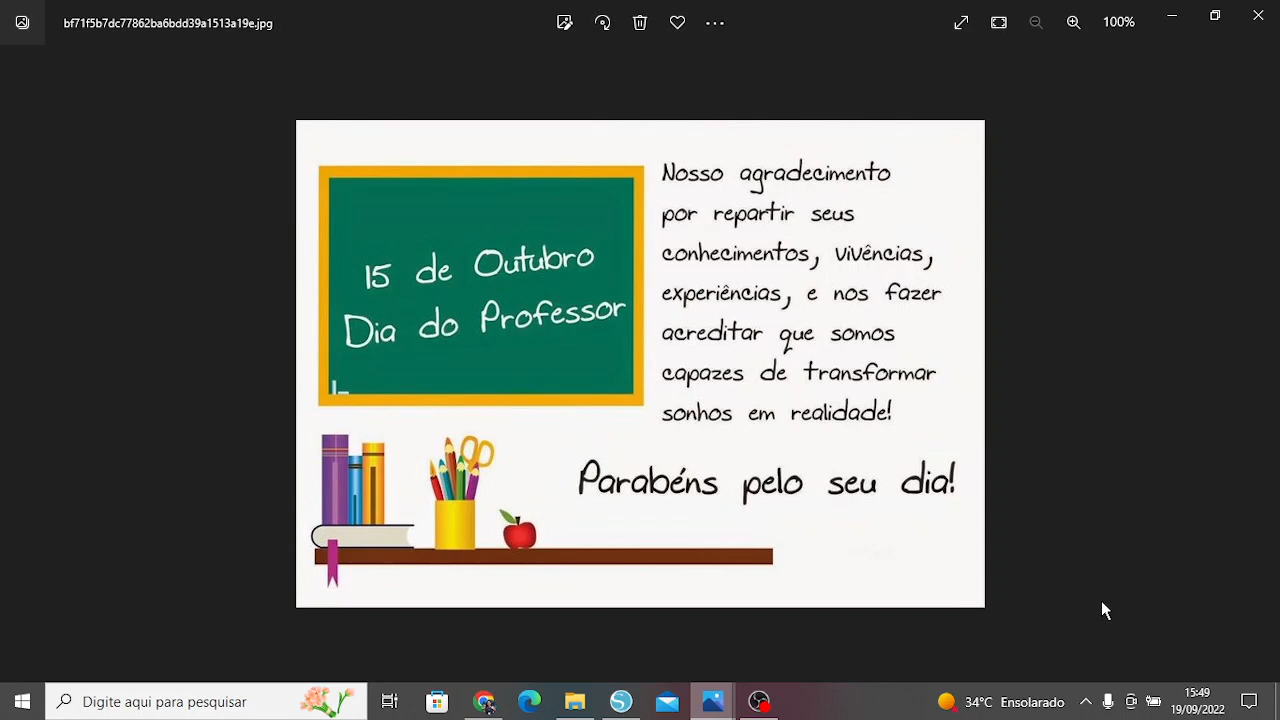 bf71f5b7dc77862ba6bdd39a1513a19e.jpg
100%
15 de Outubro
Dia do Professor
Nosso agradecimento
por repartir seus
conhecimentos, vivências,
experiências, e nos fazer
acreditar que somos
capazes de transformar
sonhos em realidade!
Parabéns pelo seu dia!
Digite aqui para pesquisar
34°C Ensolarado
19/09/2022